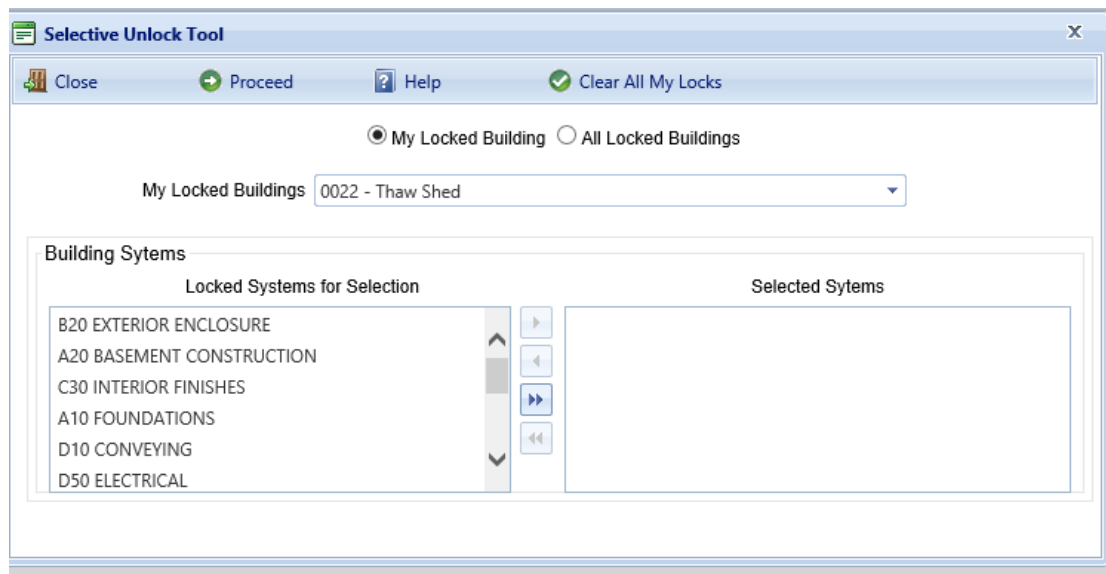 Selective Unlock Tool x
Close Proceed ? Help Clear All My Locks
My Locked Building All Locked Buildings
My Locked Buildings 0022 - Thaw Shed
Building Sytems
Locked Systems for Selection Selected Sytems
B20 EXTERIOR ENCLOSURE
A20 BASEMENT CONSTRUCTION
C30 INTERIOR FINISHES
A10 FOUNDATIONS
D10 CONVEYING
D50 ELECTRICAL